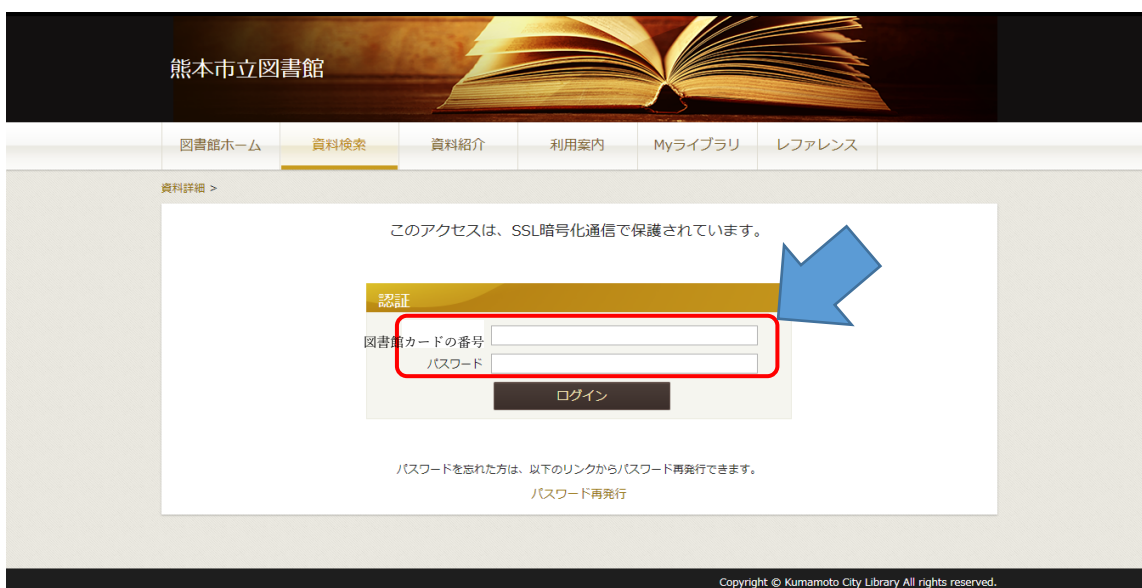 熊本市立図書館
図書館ホーム 資料検索 資料紹介 利用案内 Myライブラリ レファレンス
資料詳細 >
このアクセスは、SSL暗号化通信で保護されています。
認証
図書館カードの番号
パスワード
ログイン
パスワードを忘れた方は、以下のリンクからパスワード再発行できます。
パスワード再発行
Copyright © Kumamoto City Library All rights reserved.